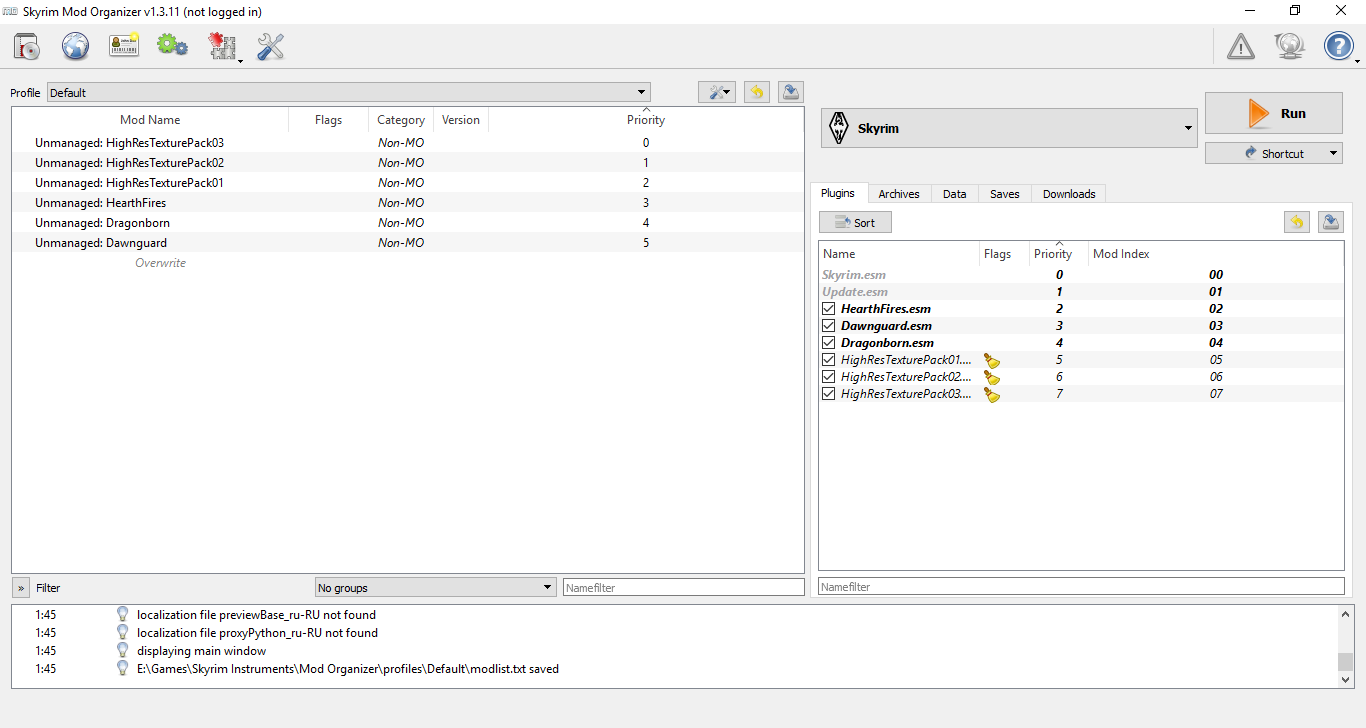 Skyrim Mod Organizer v1.3.11 (not logged in)
Profile Default
Mod Name Flags Category Version Priority
Unmanaged: HighResTexturePack03 Non-MO 0
Unmanaged: HighResTexturePack02 Non-MO 1
Unmanaged: HighResTexturePack01 Non-MO 2
Unmanaged: HearthFires Non-MO 3
Unmanaged: Dragonborn Non-MO 4
Unmanaged: Dawnguard Non-MO 5
Overwrite
» Filter No groups Namefilter
Skyrim
Run
Shortcut
Plugins Archives Data Saves Downloads
Sort
Name Flags Priority Mod Index
Skyrim.esm 0 00
Update.esm 1 01
HearthFires.esm 2 02
Dawnguard.esm 3 03
Dragonborn.esm 4 04
HighResTexturePack01.... 5 05
HighResTexturePack02.... 6 06
HighResTexturePack03.... 7 07
Namefilter
1:45 localization file previewBase_ru-RU not found
1:45 localization file proxyPython_ru-RU not found
1:45 displaying main window
1:45 E:\Games\Skyrim Instruments\Mod Organizer\profiles\Default\modlist.txt saved